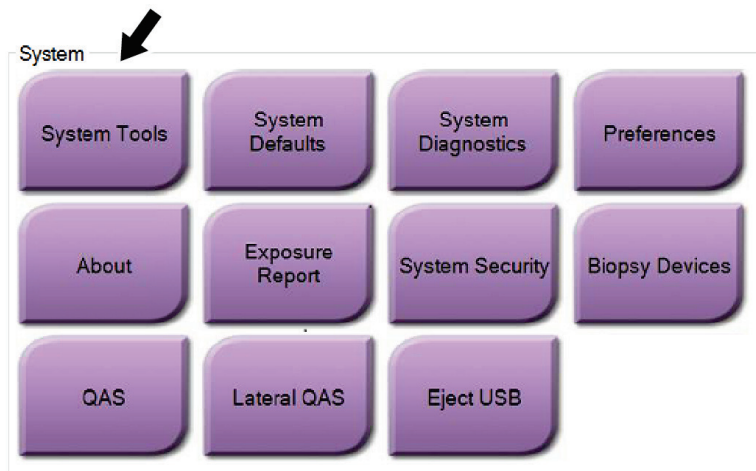 System
System Tools
System
Defaults
System
Diagnostics
Preferences
About
Exposure
Report
System Security
Biopsy Devices
QAS
Lateral QAS
Eject USB